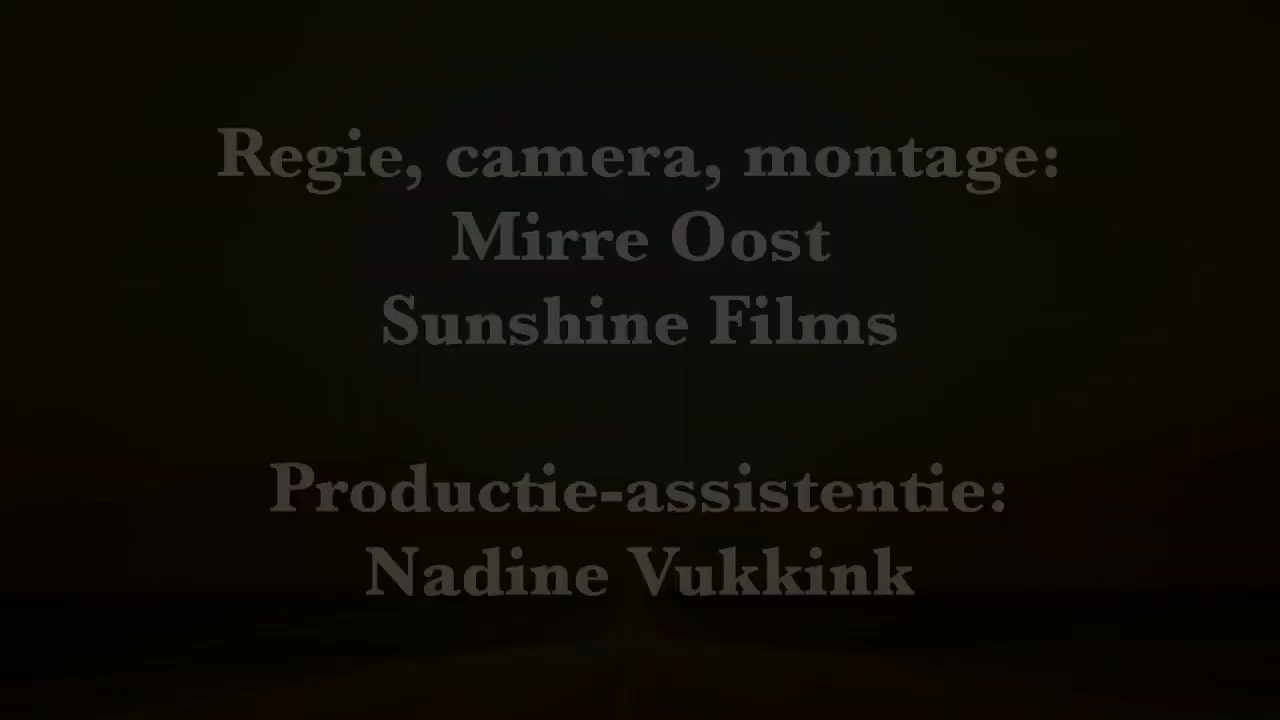 Regie, camera, montage:
Mirre Oost
Sunshine Films
Productie-assistentie:
Nadine Vukkink